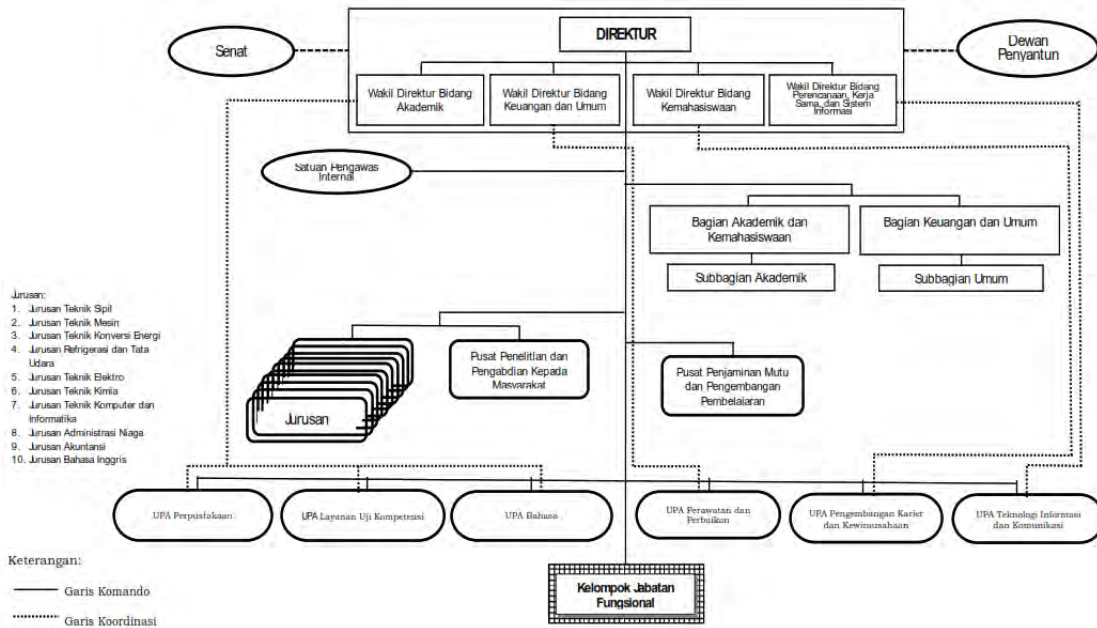 DIREKTUR
Senat
Dewan
Penyantun
Wakil Direktur Bidang
Akademik
Wakil Direktur Bidang
Keuangan dan Umum
Wakil Direktur Bidang
Kemahasiswaan
Wakil Direktur Bidang
Perencanaan, Kerja
Sama, dan Sistem
Informasi
Satuan Pengawas
Internal
Bagian Akademik dan
Kemahasiswaan
Bagian Keuangan dan Umum
Subbagian Akademik
Subbagian Umum
Jurusan:
1. Jurusan Teknik Sipil
2. Jurusan Teknik Mesin
3. Jurusan Teknik Konversi Energi
4. Jurusan Refrigerasi dan Tata
Udara
5. Jurusan Teknik Elektro
6. Jurusan Teknik Kimia
7. Jurusan Teknik Komputer dan
Informatika
8. Jurusan Administrasi Niaga
9. Jurusan Akuntansi
10. Jurusan Bahasa Inggris
Jurusan
Pusat Penelitian dan
Pengabdian Kepada
Masyarakat
Pusat Penjaminan Mutu
dan Pengembangan
Pembelajaran
UPA Perpustakaan
UPA Layanan Uji Kompetensi
UPA Bahasa
UPA Perawatan dan
Perbaikan
UPA Pengembangan Karier
dan Kewirausahaan
UPA Teknologi Informasi
dan Komunikasi
Keterangan:
Garis Komando
Garis Koordinasi
Kelompok Jabatan
Fungsional